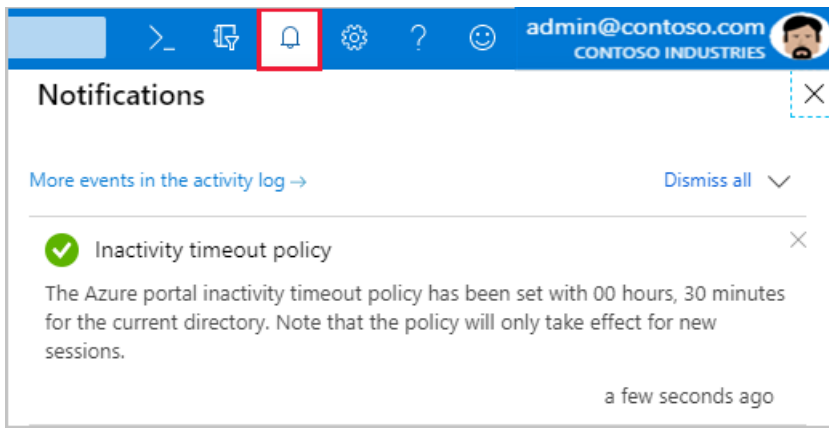 admin@contoso.com
CONTOSO INDUSTRIES
Notifications
More events in the activity log →
Dismiss all
Inactivity timeout policy
The Azure portal inactivity timeout policy has been set with 00 hours, 30 minutes
for the current directory. Note that the policy will only take effect for new
sessions.
a few seconds ago